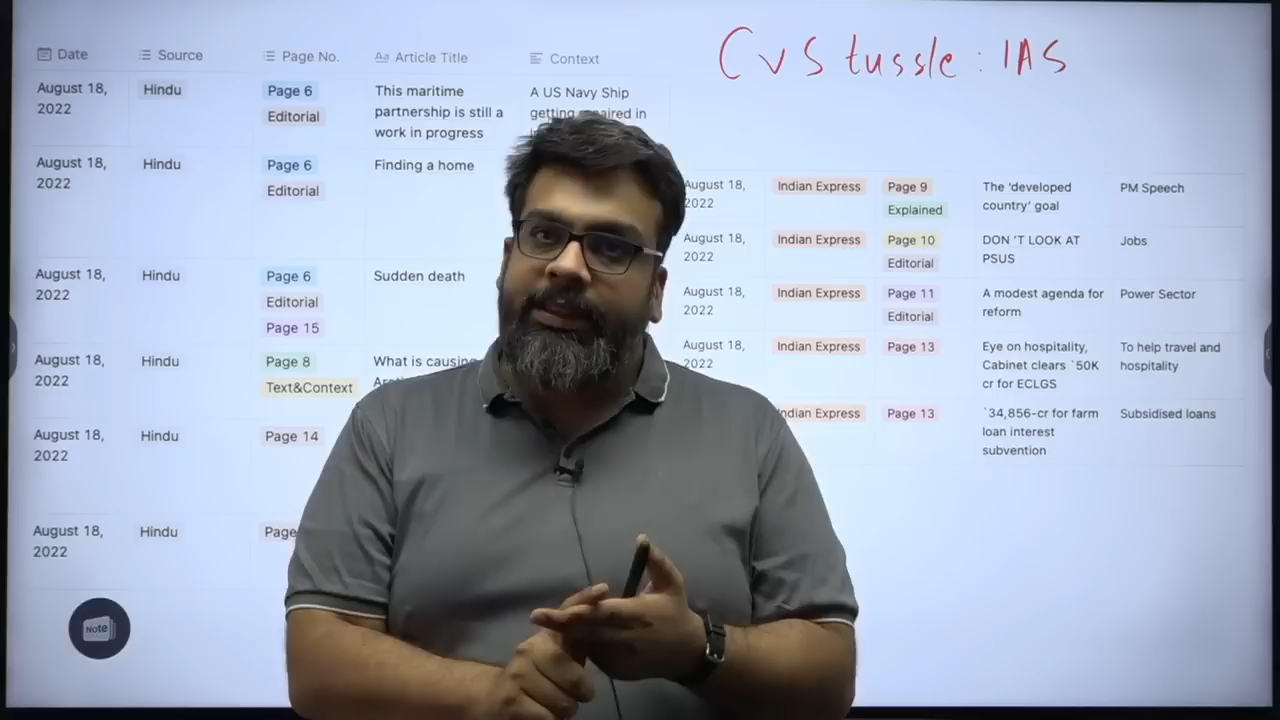 C v S tussle : IAS
Date Source Page No. Article Title Context
August 18,
2022
Hindu
Page 6
Editorial
This maritime
partnership is still a
work in progress
A US Navy Ship
getting repaired in
August 18,
2022
Hindu
Page 6
Editorial
Finding a home
August 18,
2022
Hindu
Page 6
Editorial
Page 15
Sudden death
August 18,
2022
Hindu
Page 8
Text&Context
What is causing
August 18,
2022
Hindu
Page 14
August 18,
2022
Hindu
Page
August 18,
2022
Indian Express
Page 9
Explained
The 'developed
country' goal
PM Speech
August 18,
2022
Indian Express
Page 10
Editorial
DON 'T LOOK AT
PSUS
Jobs
August 18,
2022
Indian Express
Page 11
Editorial
A modest agenda for
reform
Power Sector
August 18,
2022
Indian Express
Page 13
Eye on hospitality,
Cabinet clears `50K
cr for ECLGS
To help travel and
hospitality
Indian Express
Page 13
`34,856-cr for farm
loan interest
subvention
Subsidised loans
Note